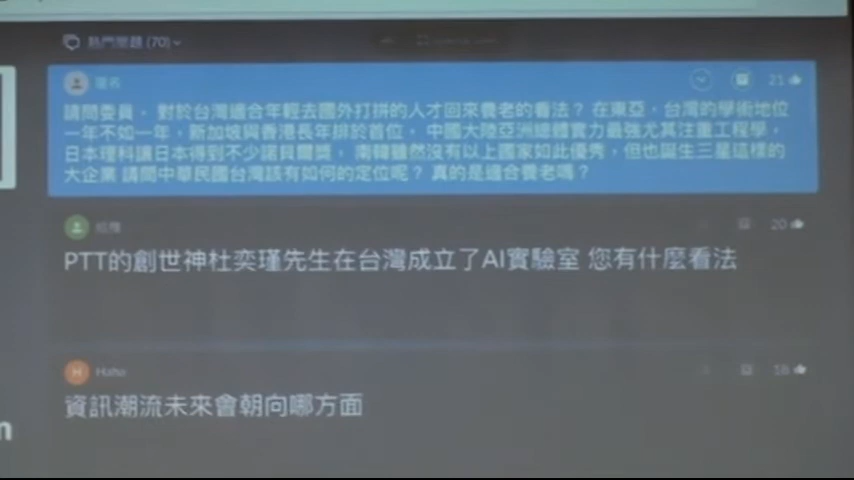 熱門問題 (70)
匿名
21
請問委員， 對於台灣適合年輕去國外打拼的人才回來養老的看法？ 在東亞，台灣的學術地位
一年不如一年，新加坡與香港長年排於首位， 中國大陸亞洲總體實力最強尤其注重工程學，
日本理科讓日本得到不少諾貝爾獎， 南韓雖然沒有以上國家如此優秀，但也誕生三星這樣的
大企業 請問中華民國台灣該有如何的定位呢？ 真的是適合養老嗎？
20
PTT的創世神杜奕瑾先生在台灣成立了AI實驗室 您有什麼看法
H
Haha
18
資訊潮流未來會朝向哪方面